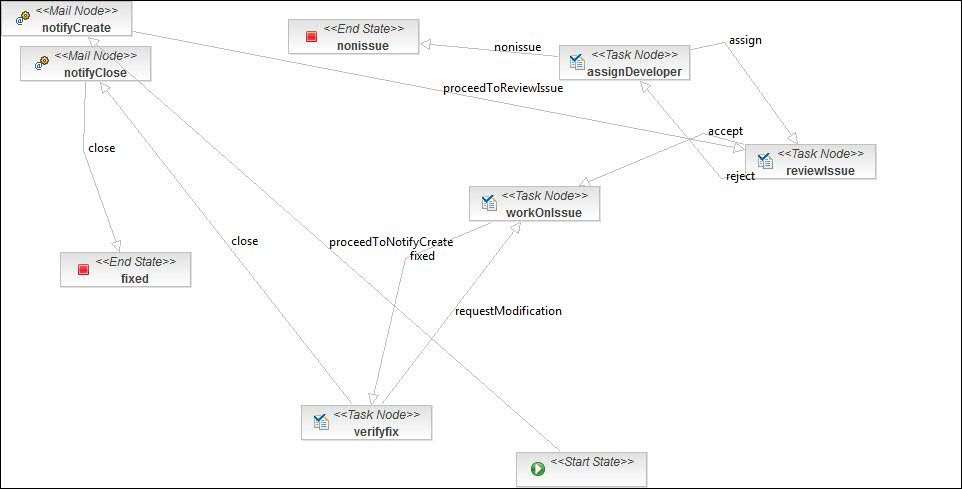 <<Mail Node>>
notifyCreate
<<End State>>
nonissue
nonissue
<<Task Node>>
assignDeveloper
assign
<<Mail Node>>
notifyClose
proceedToReviewIssue
accept
close
<<Task Node>>
reviewIssue
reject
<<Task Node>>
workOnIssue
close
proceedToNotifyCreate
fixed
<<End State>>
fixed
requestModification
<<Task Node>>
verifyfix
<<Start State>>